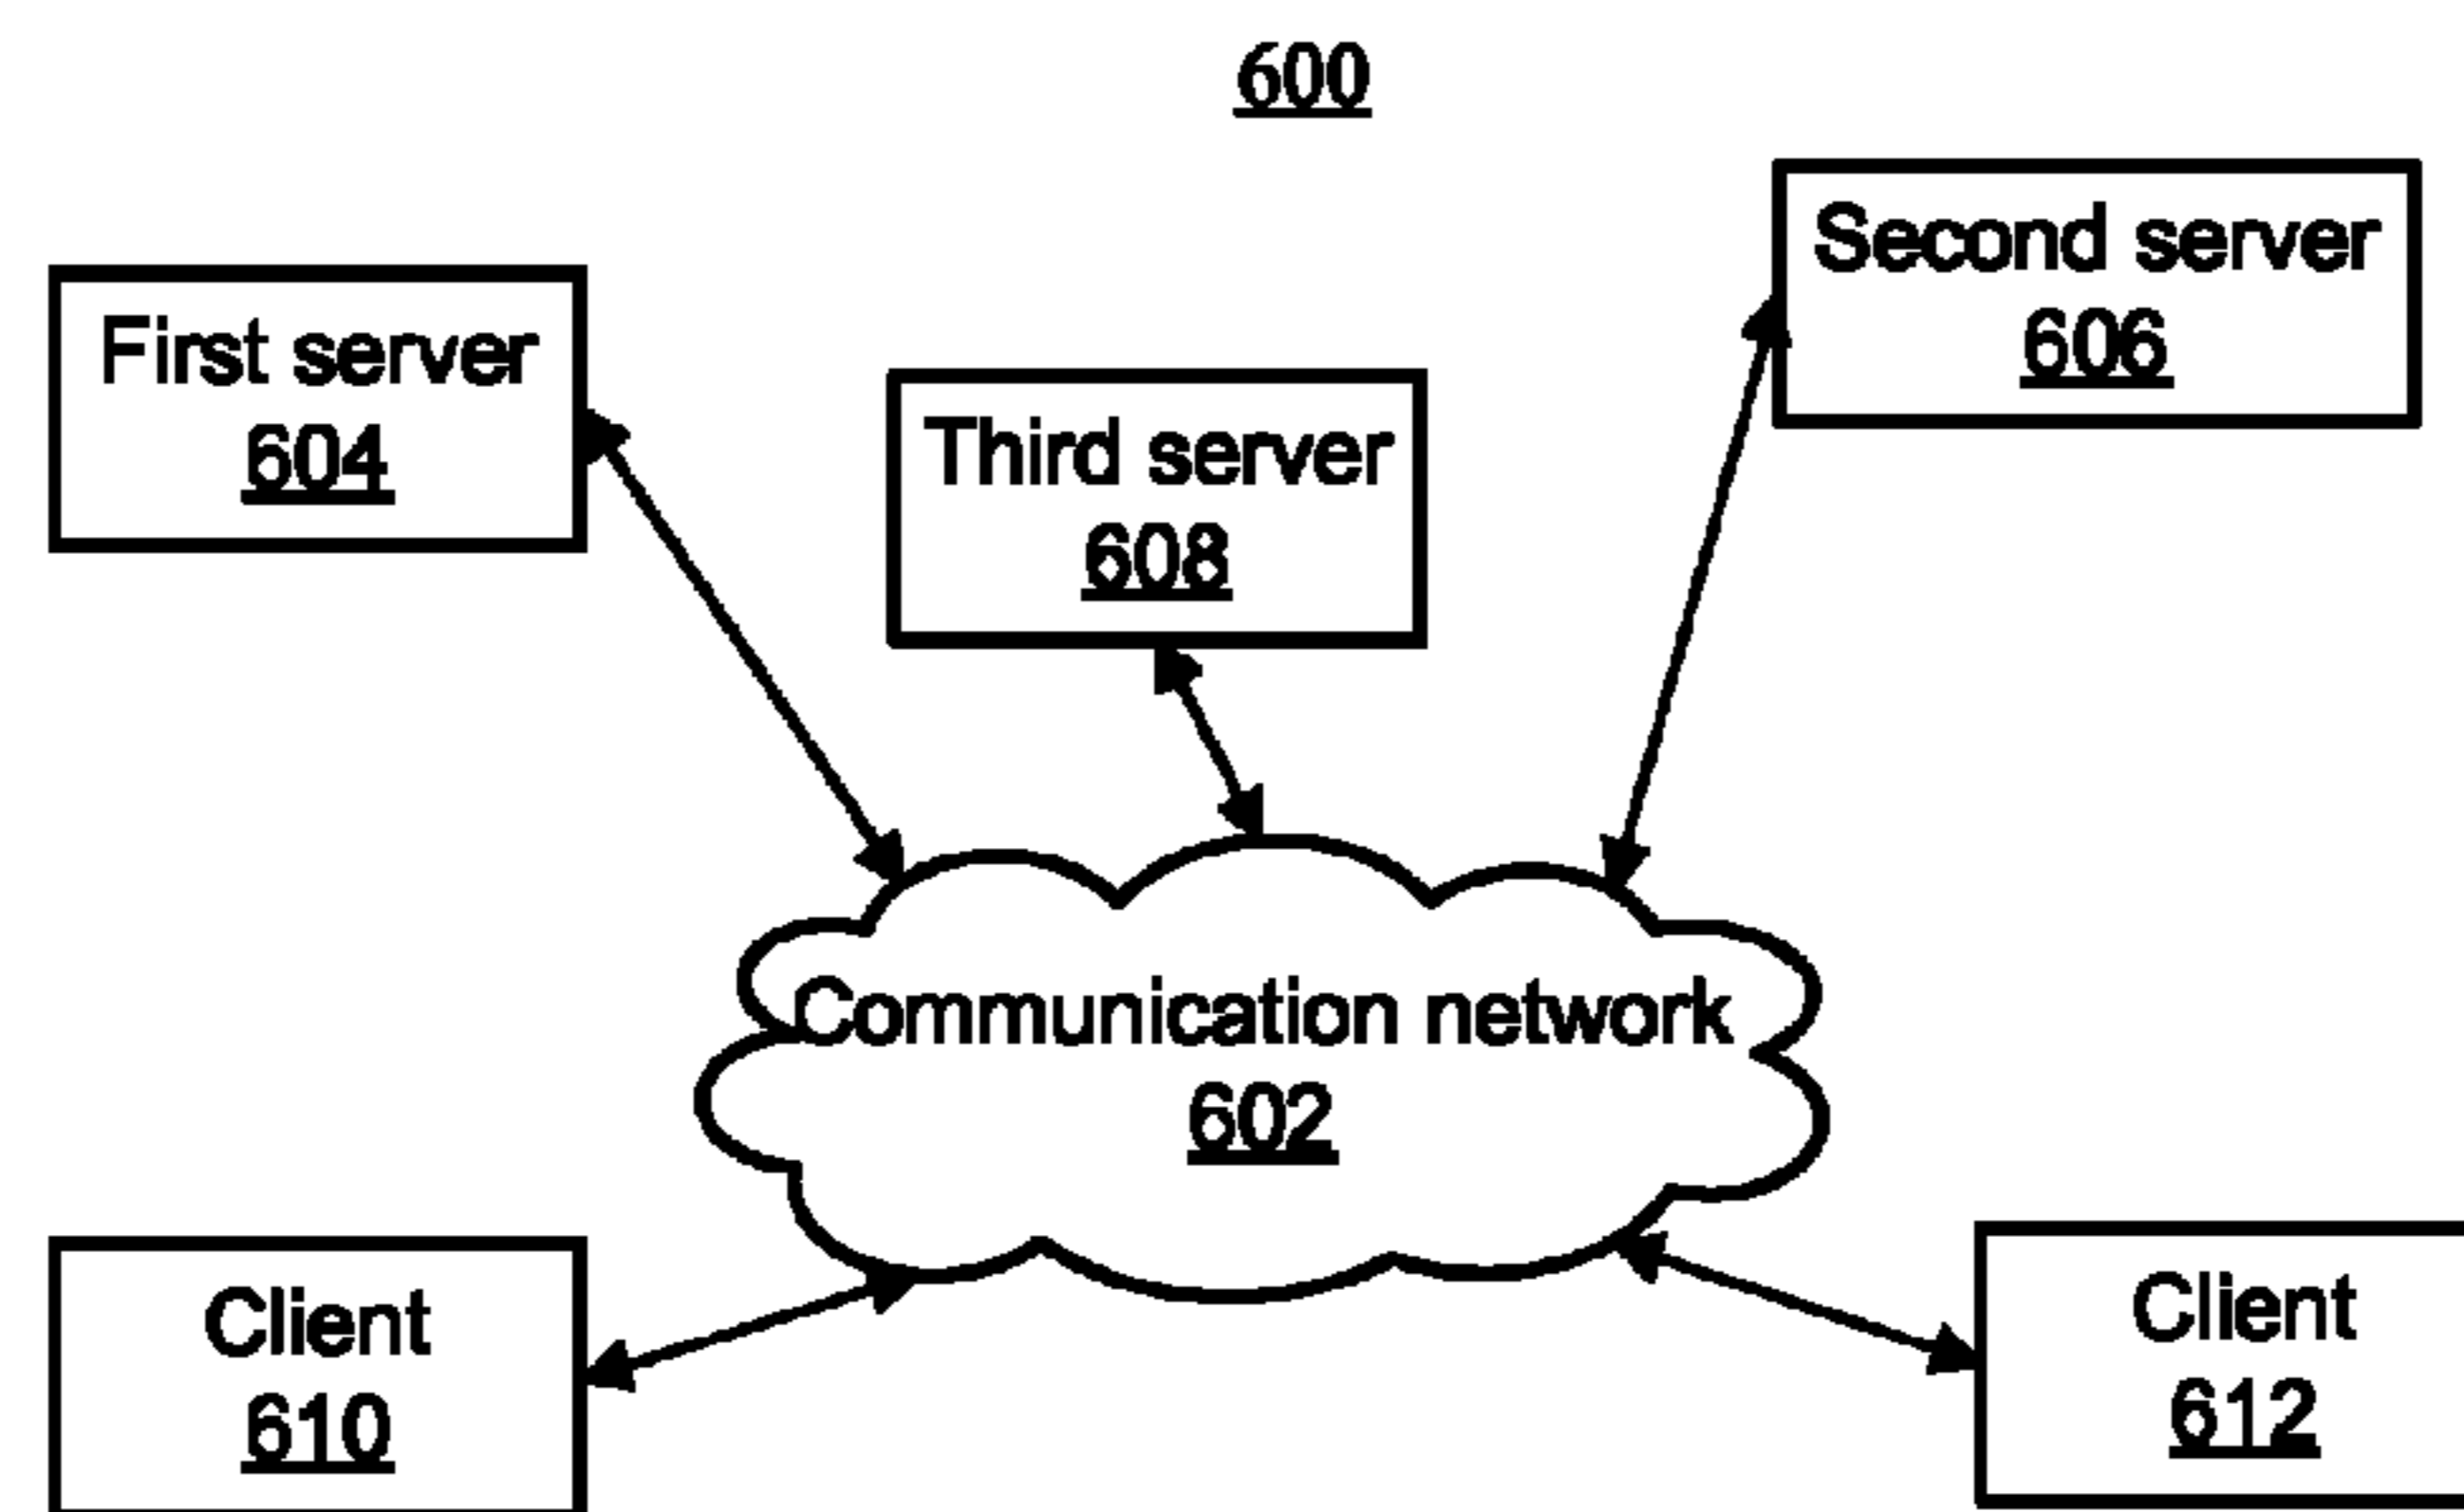 600
First server
604
Third server
608
Second server
606
Communication network
602
Client
610
Client
612